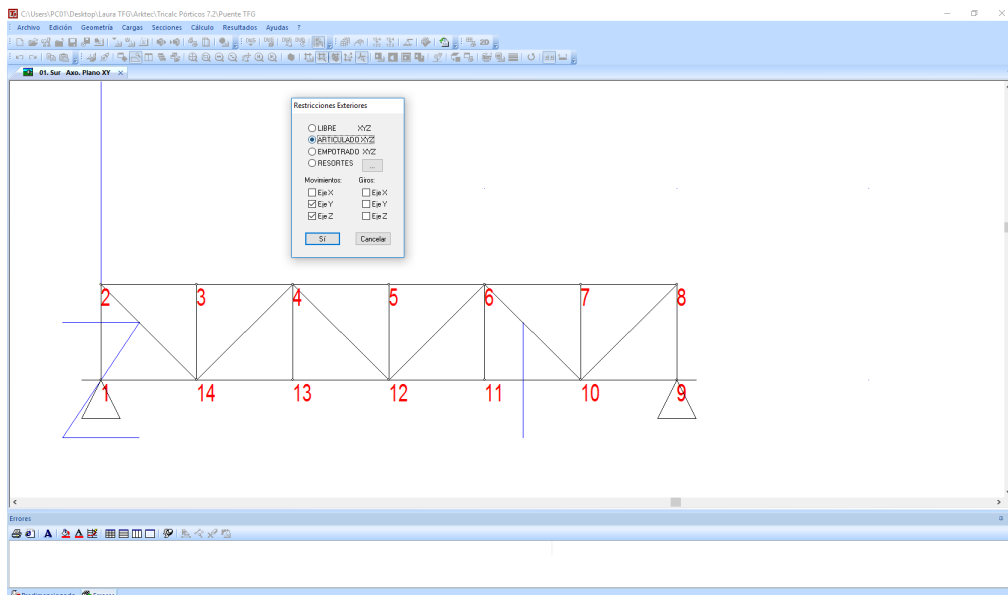 C:\Users\PC01\Desktop\Laura TFG\Arktec\Tricalc Pórticos 7.2\Puente TFG
Archivo Edición Geometría Cargas Secciones Cálculo Resultados Ayudas ?
2D
01. Sur Axo. Plano XY ×
Restricciones Exteriores
LIBRE XYZ
ARTICULADO XYZ
EMPOTRADO XYZ
RESORTES ...
Movimientos: Giros:
Eje X Eje X
Eje Y Eje Y
Eje Z Eje Z
Sí Cancelar
2 3 4 5 6 7 8
1 14 13 12 11 10 9
Errores